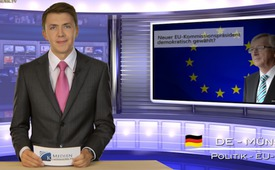 Neuer EU-Kommissionspräsident
demokratisch gewählt?
DE - MÜN
POLITIK - EU